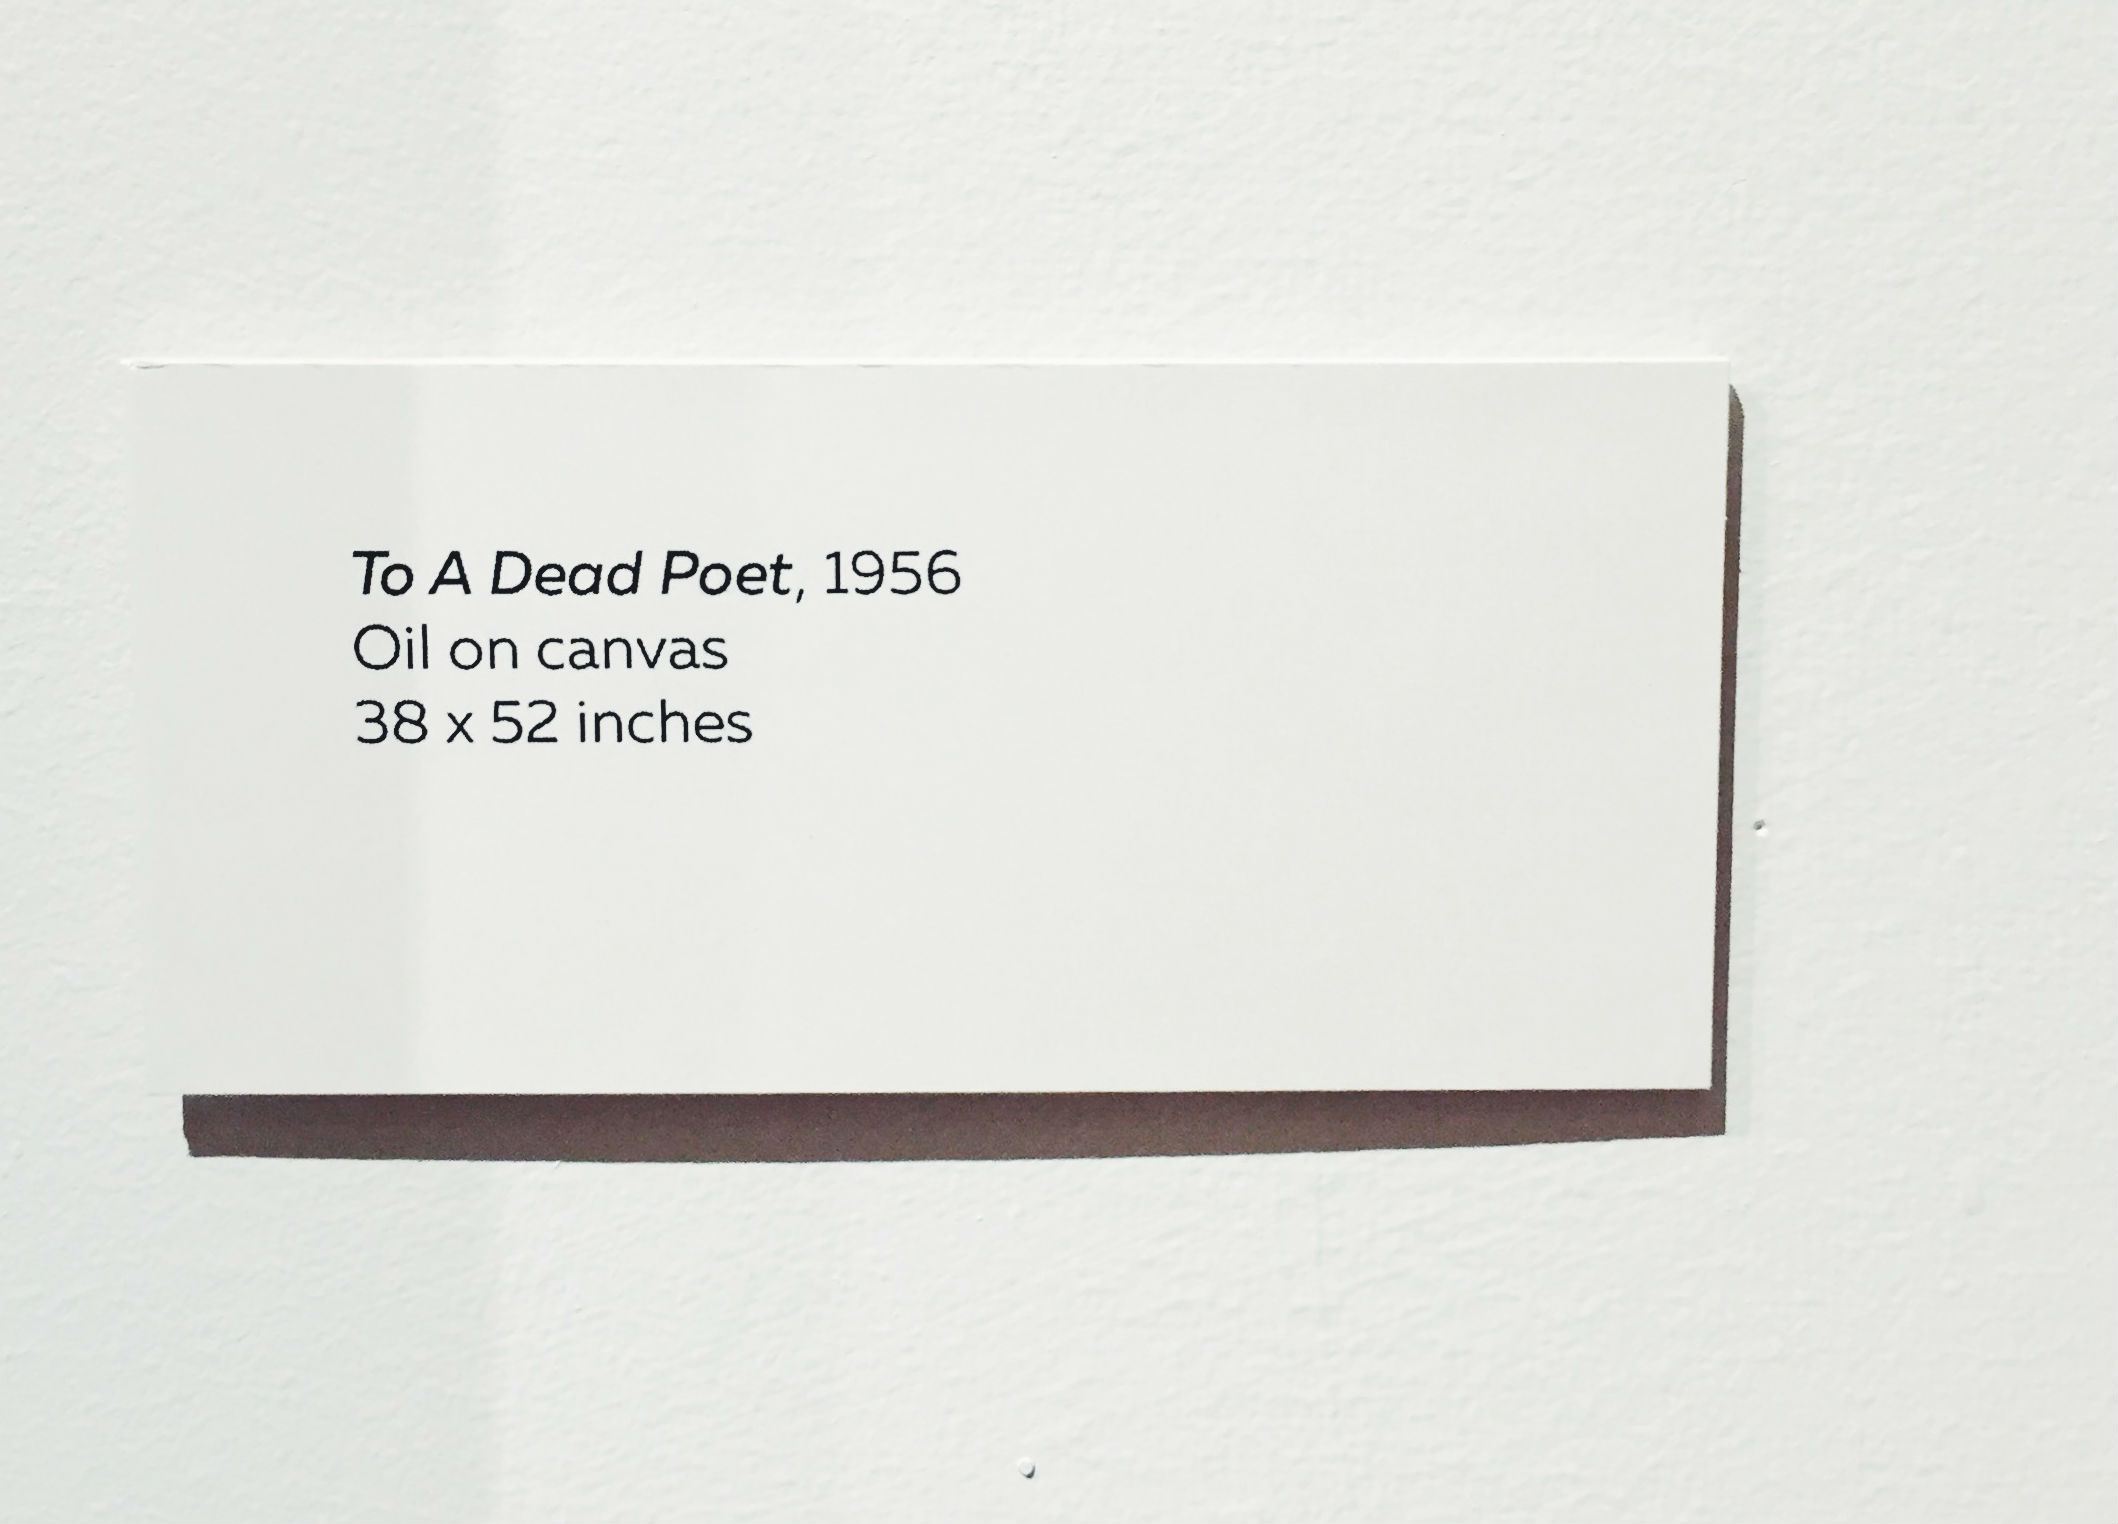 To A Dead Poet, 1956
Oil on canvas
38 x 52 inches